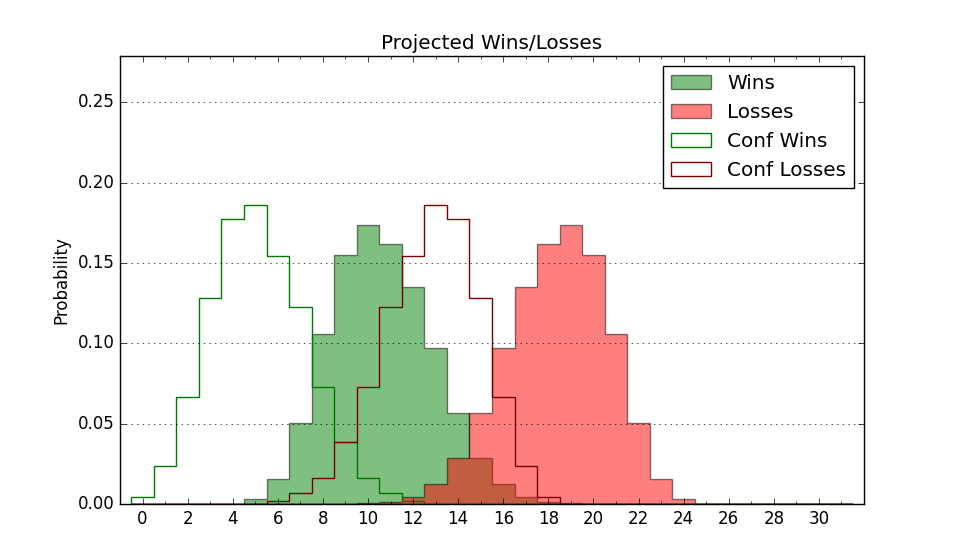 Projected Wins/Losses
Wins
Losses
Conf Wins
Conf Losses
Probability
0.25
0.20
0.15
0.10
0.05
0.00
0 2 4 6 8 10 12 14 16 18 20 22 24 26 28 30